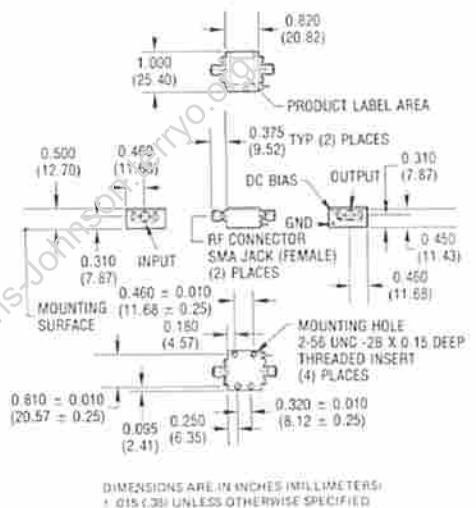 0.820
(20.82)
1.000
(25.40)
PRODUCT LABEL AREA
0.375 TYP (2) PLACES
(9.52)
0.500
(12.70)
0.460
(11.68)
DC BIAS
OUTPUT
0.310
(7.87)
GND
0.310
(7.87)
INPUT
RF CONNECTOR
SMA JACK (FEMALE)
(2) PLACES
0.450
(11.43)
0.460
(11.68)
MOUNTING
SURFACE
0.460 ± 0.010
(11.68 ± 0.25)
0.180
(4.57)
MOUNTING HOLE
2-56 UNC -2B X 0.15 DEEP
THREADED INSERT
(4) PLACES
0.810 ± 0.010
(20.57 ± 0.25)
0.095
(2.41)
0.250
(6.35)
0.320 ± 0.010
(8.12 ± 0.25)
DIMENSIONS ARE IN INCHES (MILLIMETERS)
± .015 (.38) UNLESS OTHERWISE SPECIFIED